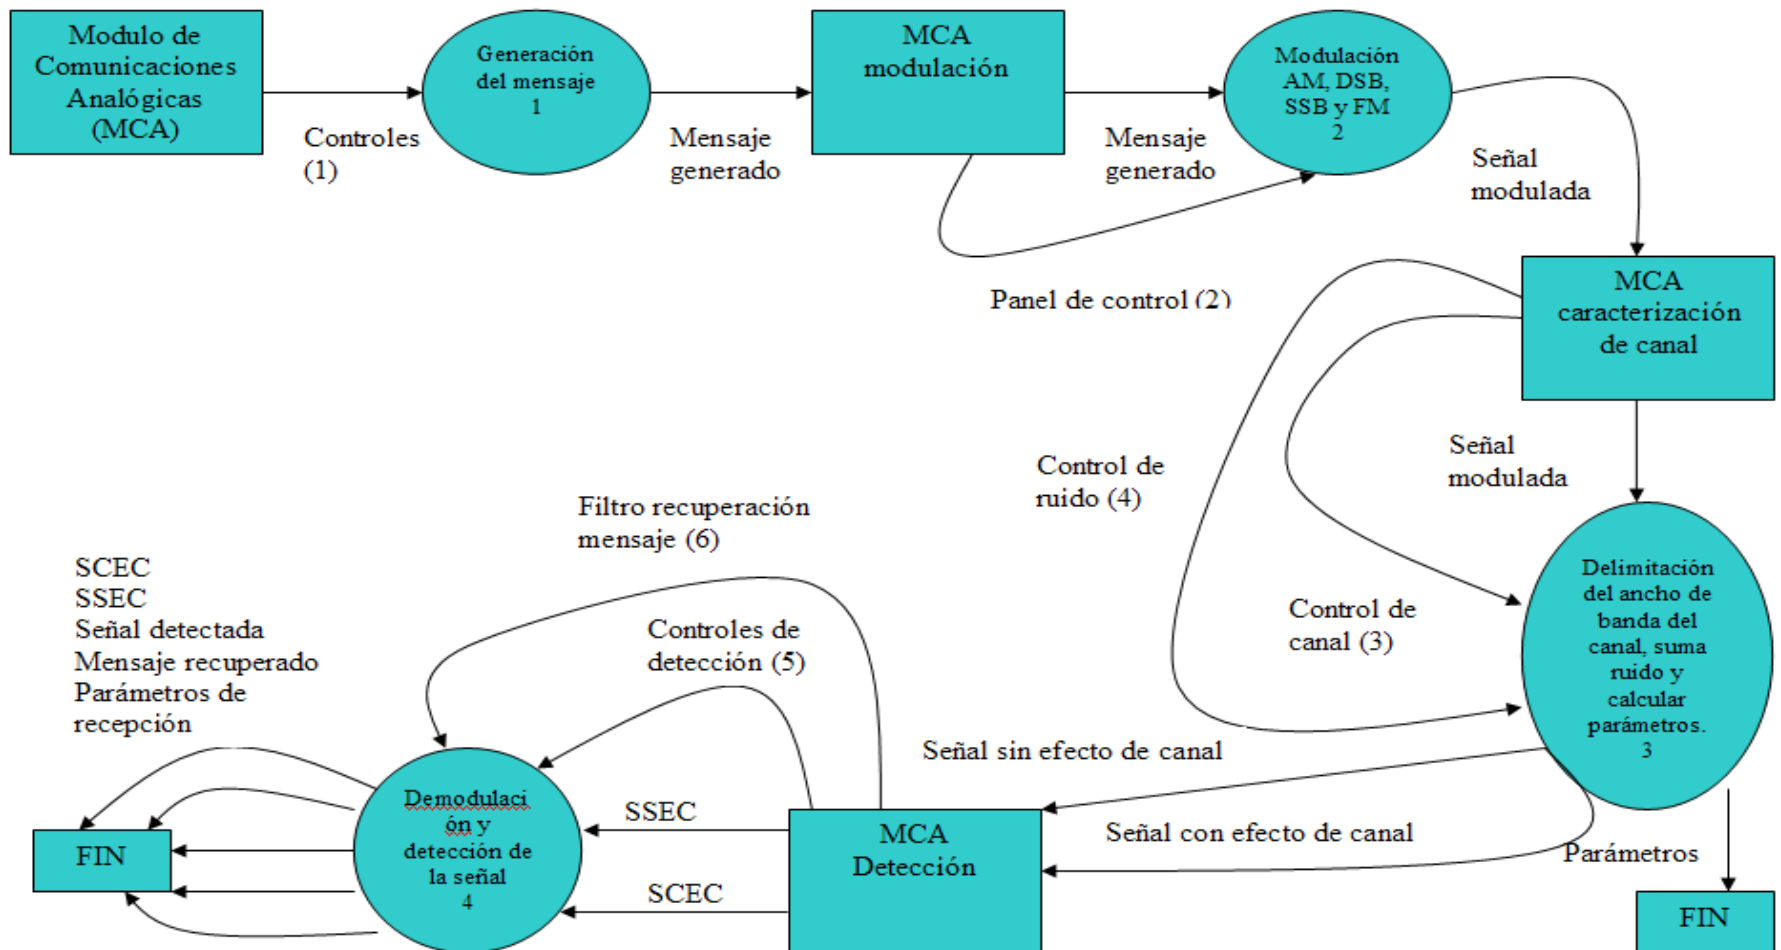 Modulo de
Comunicaciones
Analógicas
(MCA)
Controles
(1)
Generación
del mensaje
1
Mensaje
generado
MCA
modulación
Mensaje
generado
Modulación
AM, DSB,
SSB y FM
2
Señal
modulada
Panel de control (2)
MCA
caracterización
de canal
Señal
modulada
Control de
ruido (4)
Control de
canal (3)
Delimitación
del ancho de
banda del
canal, suma
ruido y
calcular
parámetros.
3
Filtro recuperación
mensaje (6)
Controles de
detección (5)
SCEC
SSEC
Señal detectada
Mensaje recuperado
Parámetros de
recepción
Señal sin efecto de canal
Señal con efecto de canal
Parámetros
FIN
MCA
Detección
SSEC
SCEC
Demodulaci
ón y
detección de
la señal
4
FIN